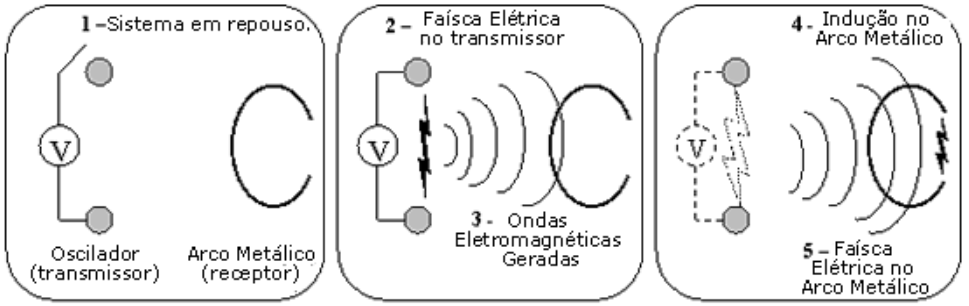 1 –Sistema em repouso.
V
Oscilador
(transmissor)
Arco Metálico
(receptor)
2 – Faísca Elétrica
no transmissor
V
3 - Ondas
Eletromagnéticas
Geradas
4 - Indução no
Arco Metálico
V
5 – Faísca
Elétrica no
Arco Metálico